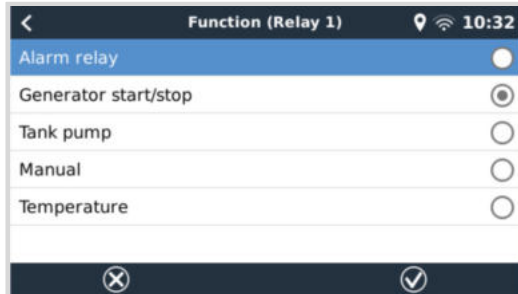 Function (Relay 1) 10:32
Alarm relay
Generator start/stop
Tank pump
Manual
Temperature